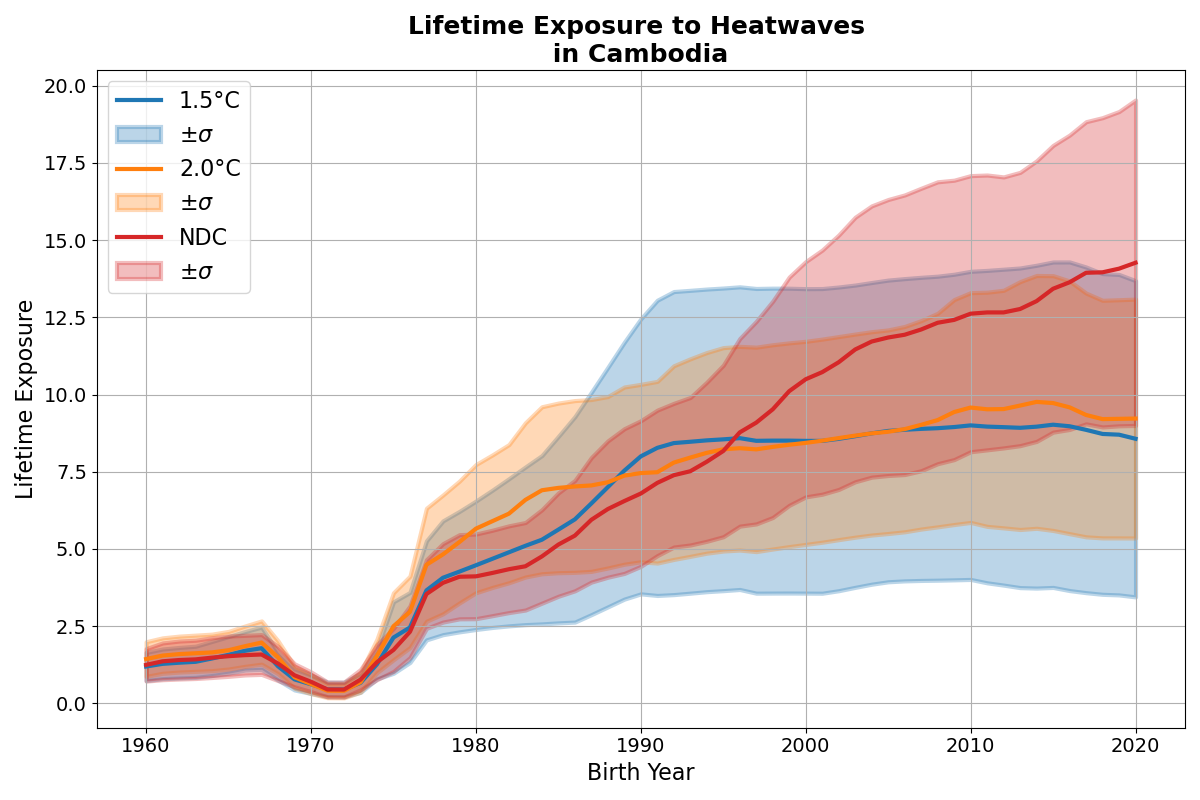 Lifetime Exposure to Heatwaves
in Cambodia
1.5°C
±σ
2.0°C
±σ
NDC
±σ
Lifetime Exposure
20.0
17.5
15.0
12.5
10.0
7.5
5.0
2.5
0.0
1960 1970 1980 1990 2000 2010 2020
Birth Year